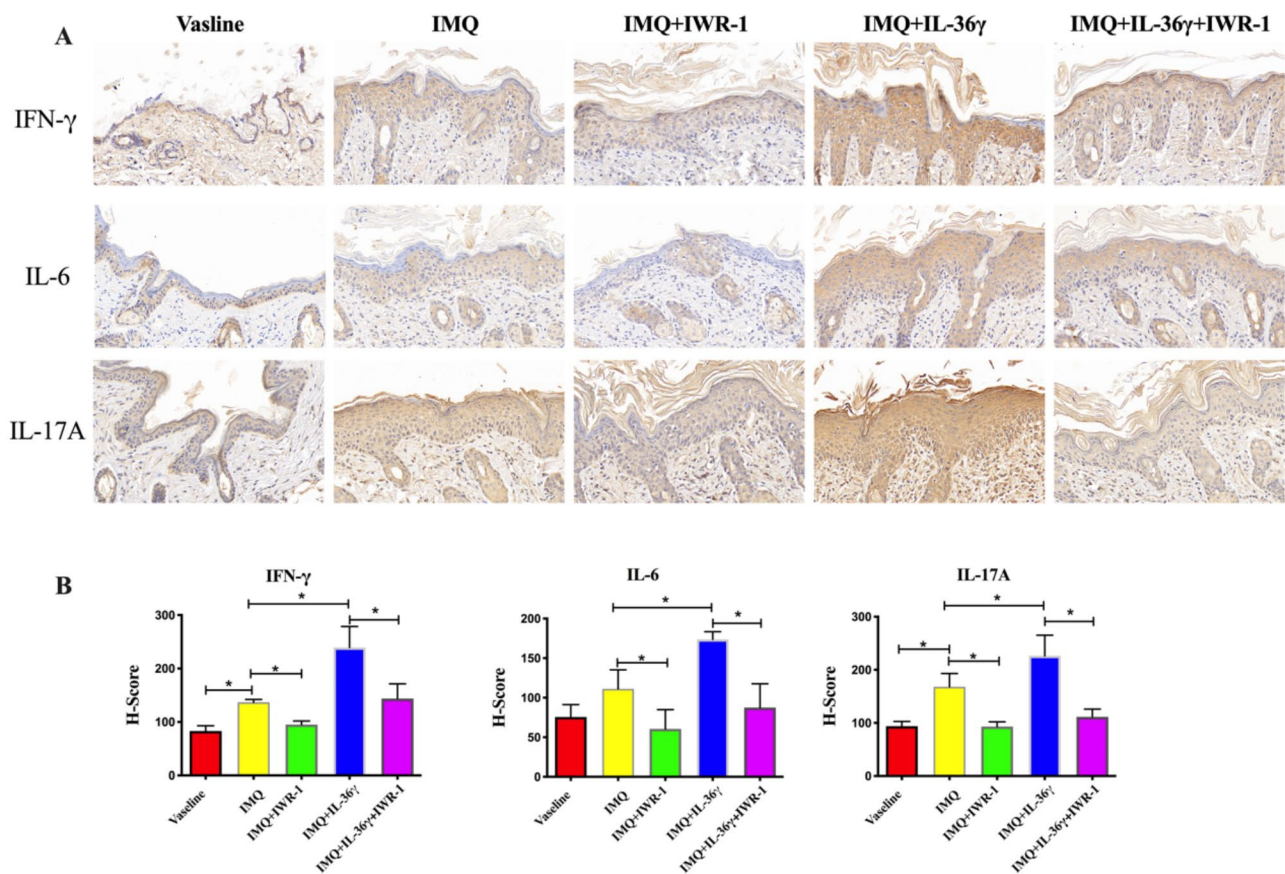 A
Vasline IMQ IMQ+IWR-1 IMQ+IL-36γ IMQ+IL-36γ+IWR-1
IFN-γ
IL-6
IL-17A
B
IFN-γ
H-Score
300
200
100
0
* * * *
Vaseline
IMQ
IMQ+IWR-1
IMQ+IL-36γ
IMQ+IL-36γ+IWR-1
IL-6
H-Score
200
150
100
50
0
* * *
Vaseline
IMQ
IMQ+IWR-1
IMQ+IL-36γ
IMQ+IL-36γ+IWR-1
IL-17A
H-Score
300
200
100
0
* * * *
Vaseline
IMQ
IMQ+IWR-1
IMQ+IL-36γ
IMQ+IL-36γ+IWR-1